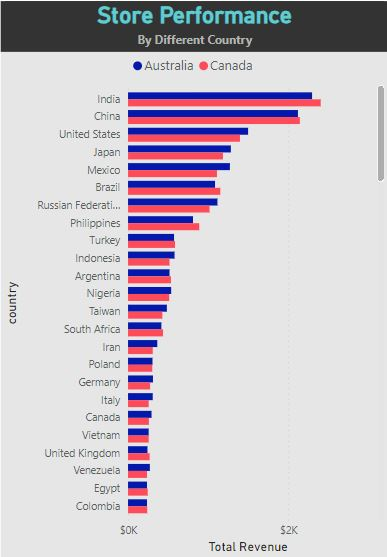 Store Performance
By Different Country
Australia Canada
India
China
United States
Japan
Mexico
Brazil
Russian Federati...
Philippines
Turkey
Indonesia
Argentina
Nigeria
Taiwan
South Africa
Iran
Poland
Germany
Italy
Canada
Vietnam
United Kingdom
Venezuela
Egypt
Colombia
country
$0K $2K
Total Revenue